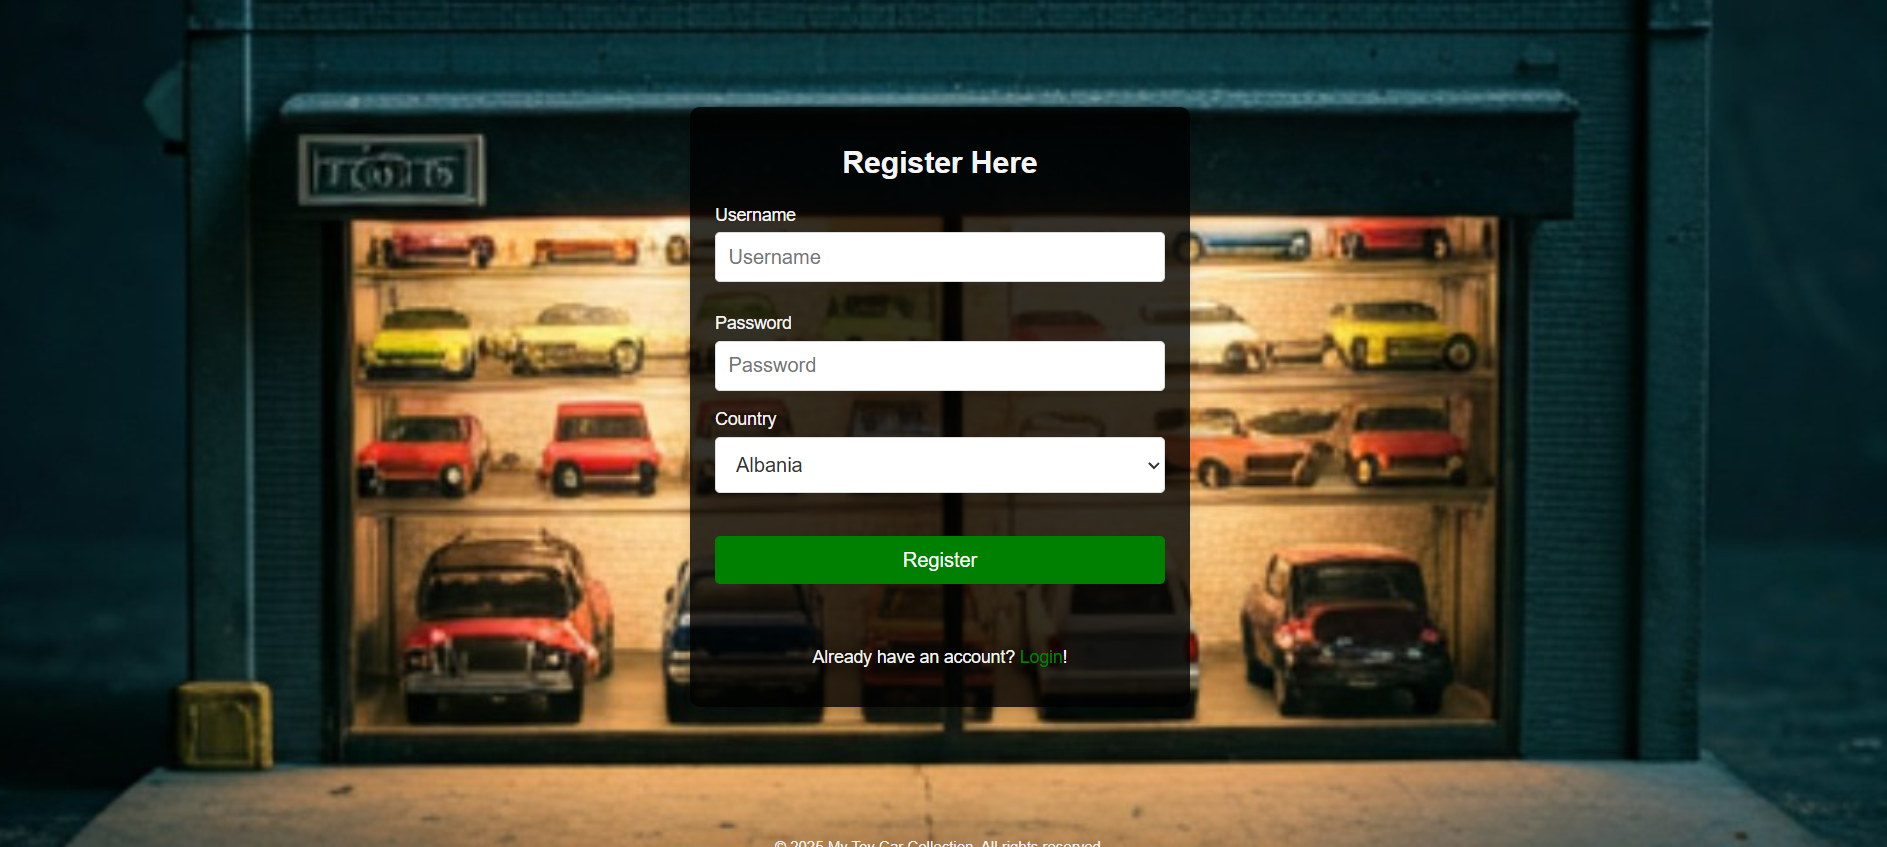 Register Here
Username
Username
Password
Password
Country
Albania
Register
Already have an account? Login!
© 2025 My Toy Car Collection. All rights reserved.